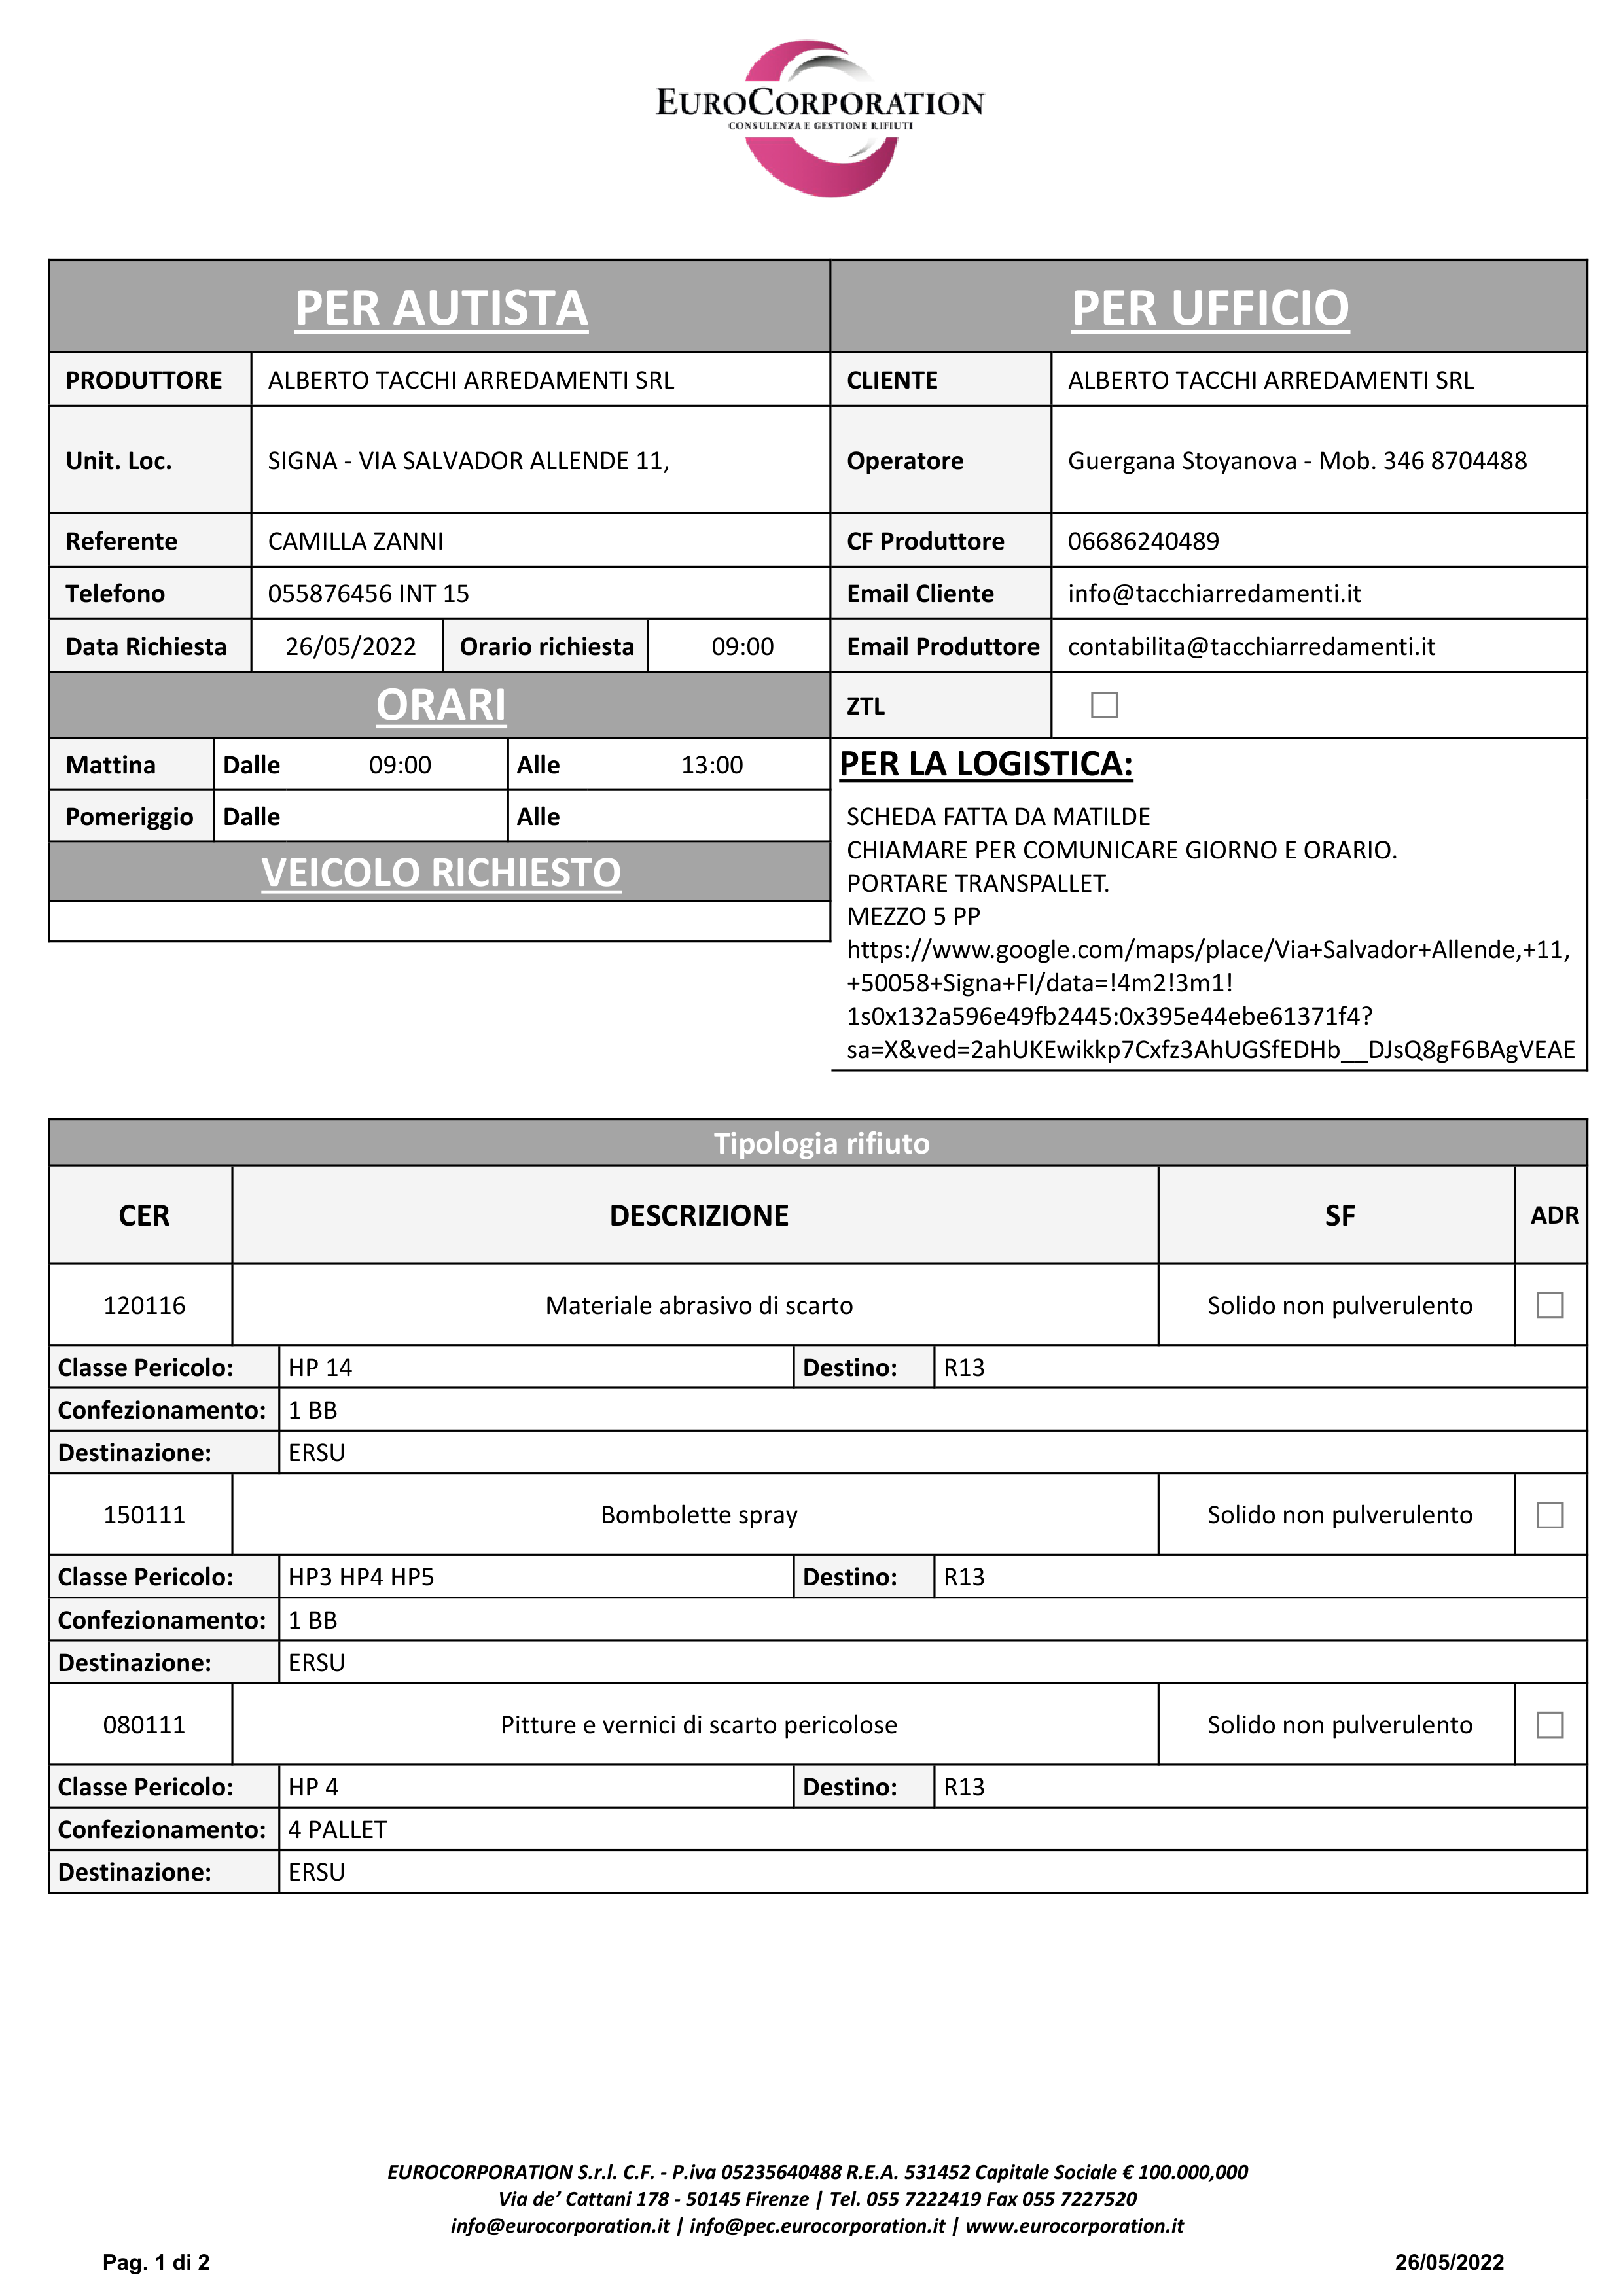 EUROCORPORATION
CONSULENZA E GESTIONE RIFIUTI
PER AUTISTA
PRODUTTORE ALBERTO TACCHI ARREDAMENTI SRL
Unit. Loc. SIGNA - VIA SALVADOR ALLENDE 11,
Referente CAMILLA ZANNI
Telefono 055876456 INT 15
Data Richiesta 26/05/2022 Orario richiesta 09:00
ORARI
Mattina Dalle 09:00 Alle 13:00
Pomeriggio Dalle Alle
VEICOLO RICHIESTO
PER UFFICIO
CLIENTE ALBERTO TACCHI ARREDAMENTI SRL
Operatore Guergana Stoyanova - Mob. 346 8704488
CF Produttore 06686240489
Email Cliente info@tacchiarredamenti.it
Email Produttore contabilita@tacchiarredamenti.it
ZTL
PER LA LOGISTICA:
SCHEDA FATTA DA MATILDE
CHIAMARE PER COMUNICARE GIORNO E ORARIO.
PORTARE TRANSPALLET.
MEZZO 5 PP
https://www.google.com/maps/place/Via+Salvador+Allende,+11,
+50058+Signa+FI/data=!4m2!3m1!
1s0x132a596e49fb2445:0x395e44ebe61371f4?
sa=X&ved=2ahUKEwikkp7Cxfz3AhUGSfEDHb__DJsQ8gF6BAgVEAE
Tipologia rifiuto
CER DESCRIZIONE SF ADR
120116 Materiale abrasivo di scarto Solido non pulverulento
Classe Pericolo: HP 14 Destino: R13
Confezionamento: 1 BB
Destinazione: ERSU
150111 Bombolette spray Solido non pulverulento
Classe Pericolo: HP3 HP4 HP5 Destino: R13
Confezionamento: 1 BB
Destinazione: ERSU
080111 Pitture e vernici di scarto pericolose Solido non pulverulento
Classe Pericolo: HP 4 Destino: R13
Confezionamento: 4 PALLET
Destinazione: ERSU
EUROCORPORATION S.r.l. C.F. - P.iva 05235640488 R.E.A. 531452 Capitale Sociale € 100.000,000
Via de’ Cattani 178 - 50145 Firenze | Tel. 055 7222419 Fax 055 7227520
info@eurocorporation.it | info@pec.eurocorporation.it | www.eurocorporation.it
Pag. 1 di 2 26/05/2022